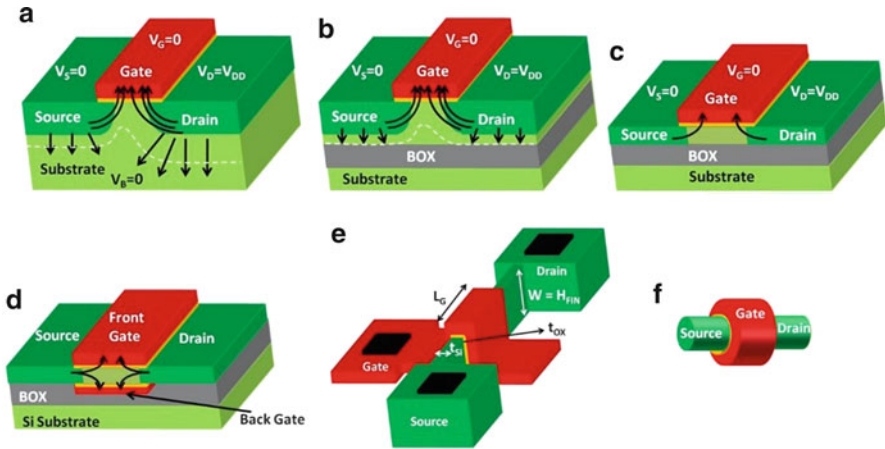 a
V_G=0
V_S=0
Gate
V_D=V_DD
Source
Drain
Substrate
V_B=0
b
V_G=0
V_S=0
Gate
V_D=V_DD
Source
Drain
BOX
Substrate
c
V_S=0
V_G=0
V_D=V_DD
Gate
Source
Drain
BOX
Substrate
d
Front
Gate
Source
Drain
BOX
Si Substrate
Back Gate
e
Drain
L_G
W = H_FIN
t_OX
t_Si
Gate
Source
f
Gate
Source
Drain